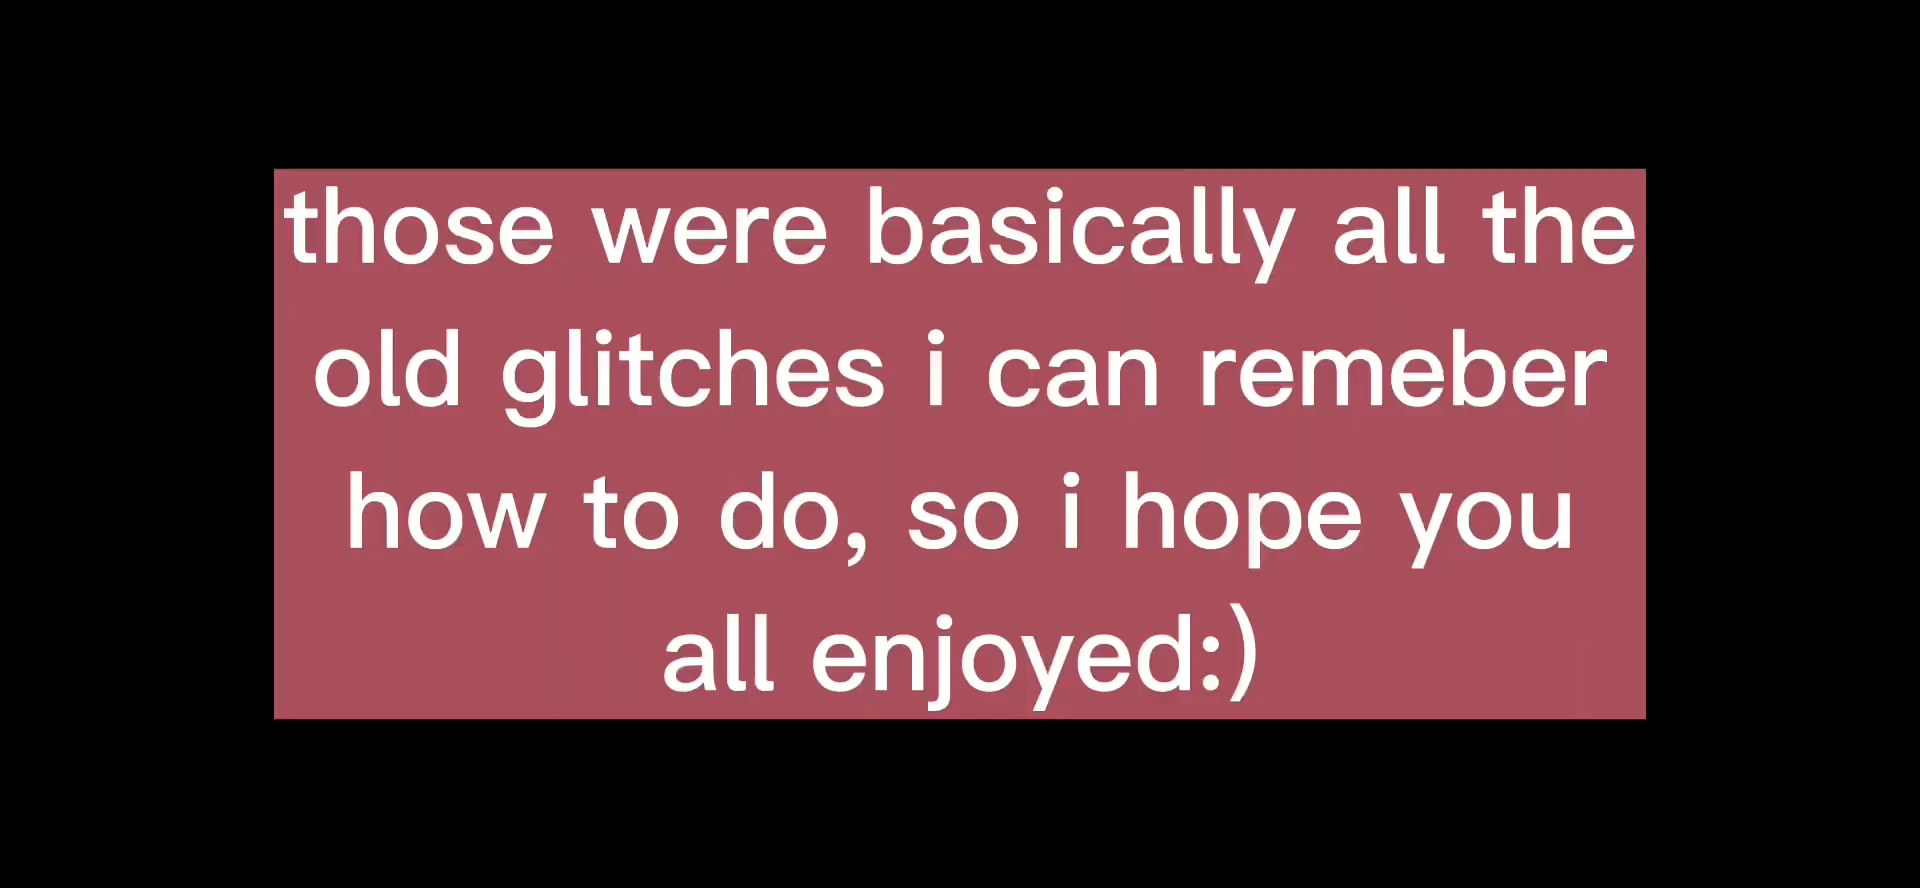 those were basically all the
old glitches i can remeber
how to do, so i hope you
all enjoyed:)